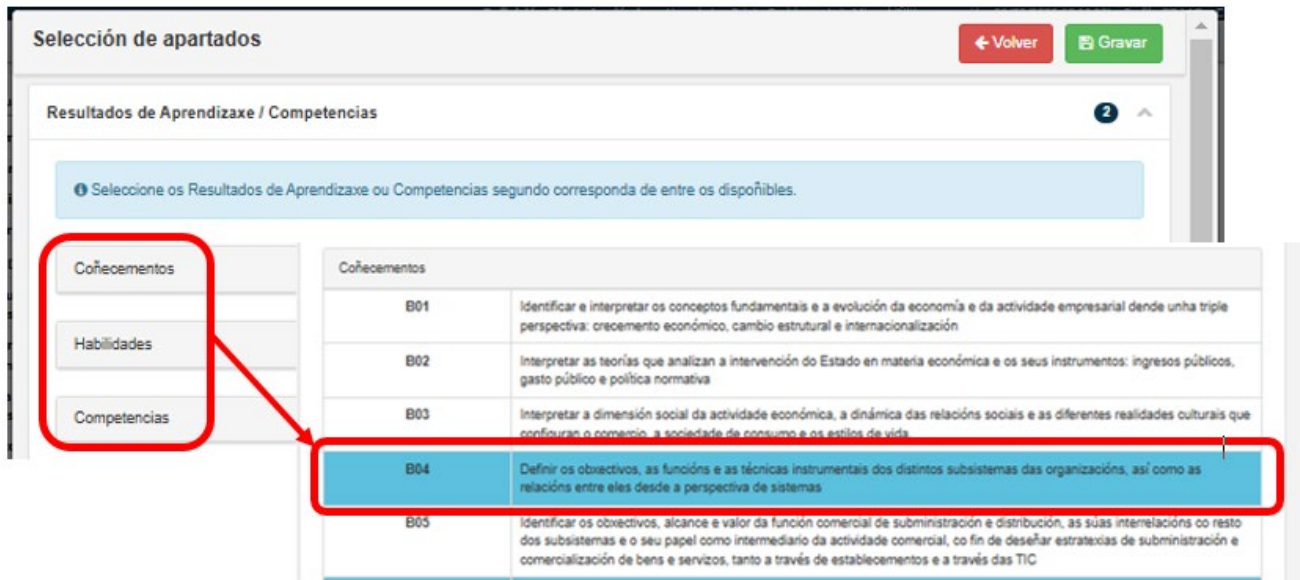 Selección de apartados
Volver
Gravar
Resultados de Aprendizaxe / Competencias
2
Seleccione os Resultados de Aprendizaxe ou Competencias segundo corresponda de entre os dispoñibles.
Coñecementos
Habilidades
Competencias
Coñecementos
B01
Identificar e interpretar os conceptos fundamentais e a evolución da economía e da actividade empresarial dende unha triple
perspectiva: crecemento económico, cambio estrutural e internacionalización
B02
Interpretar as teorías que analizan a intervención do Estado en materia económica e os seus instrumentos: ingresos públicos,
gasto público e política normativa
B03
Interpretar a dimensión social da actividade económica, a dinámica das relacións sociais e as diferentes realidades culturais que
configuran o comercio, a sociedade de consumo e os estilos de vida
B04
Definir os obxectivos, as funcións e as técnicas instrumentais dos distintos subsistemas das organizacións, así como as
relacións entre eles desde a perspectiva de sistemas
B05
Identificar os obxectivos, alcance e valor da función comercial de subministración e distribución, as súas interrelacións co resto
dos subsistemas e o seu papel como intermediario da actividade comercial, co fin de deseñar estratexias de subministración e
comercialización de bens e servizos, tanto a través de establecementos e a través das TIC